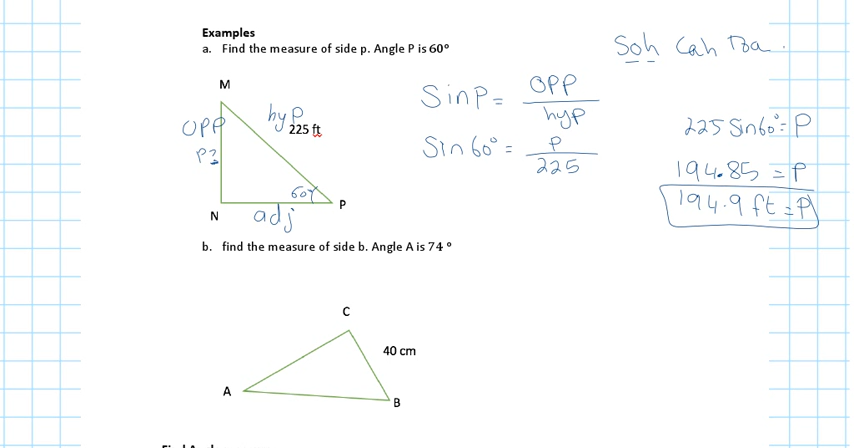 Examples
a. Find the measure of side p. Angle P is 60°
Soh Cah Toa.
M
OPP
P?
hyp
225 ft
60°
N
adj
P
Sin P = OPP / hyp
Sin 60° = P / 225
225 Sin 60° = P
194.85 = P
194.9 ft = P
b. find the measure of side b. Angle A is 74 °
C
40 cm
A
B